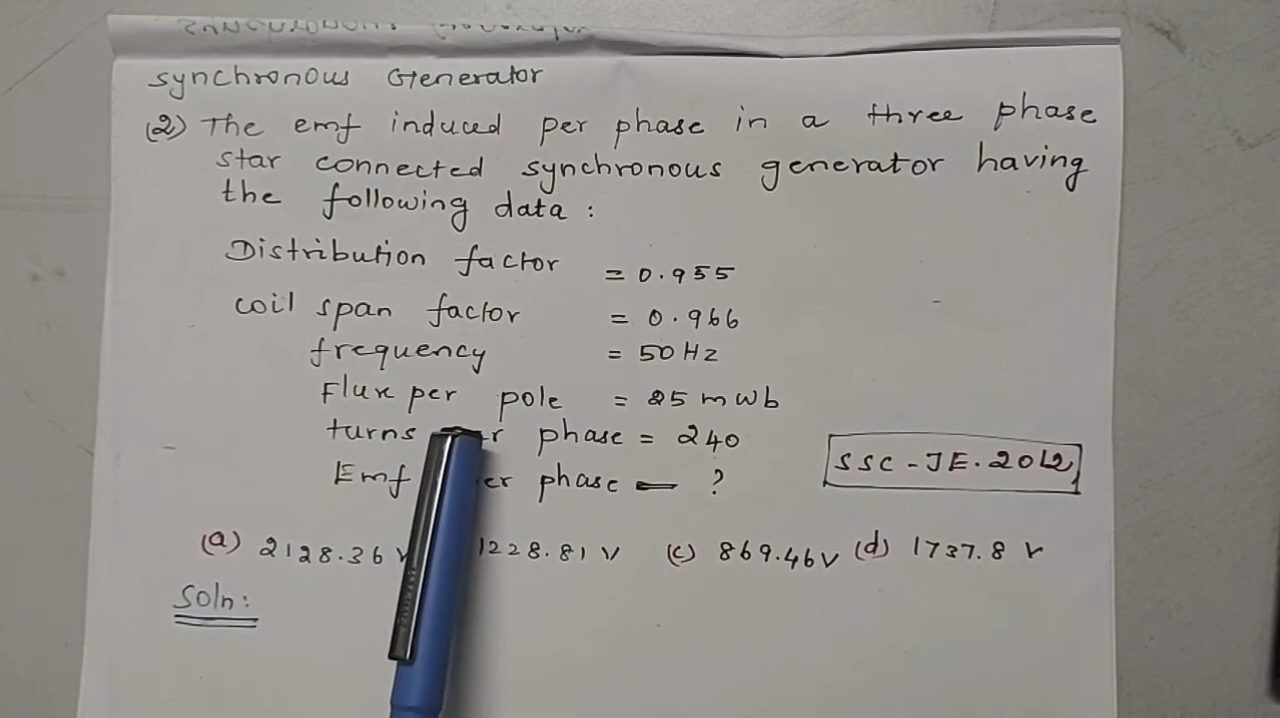 Synchronous Generator
(2) The emf induced per phase in a three phase
star connected synchronous generator having
the following data :
Distribution factor = 0.955
coil span factor = 0.966
frequency = 50 Hz
Flux per pole = 25 mwb
turns phase = 240
Emf phase — ?
SSC-JE.2012
(a) 2128.36 V 1228.81 V (c) 869.46 V (d) 1737.8 V
Soln: